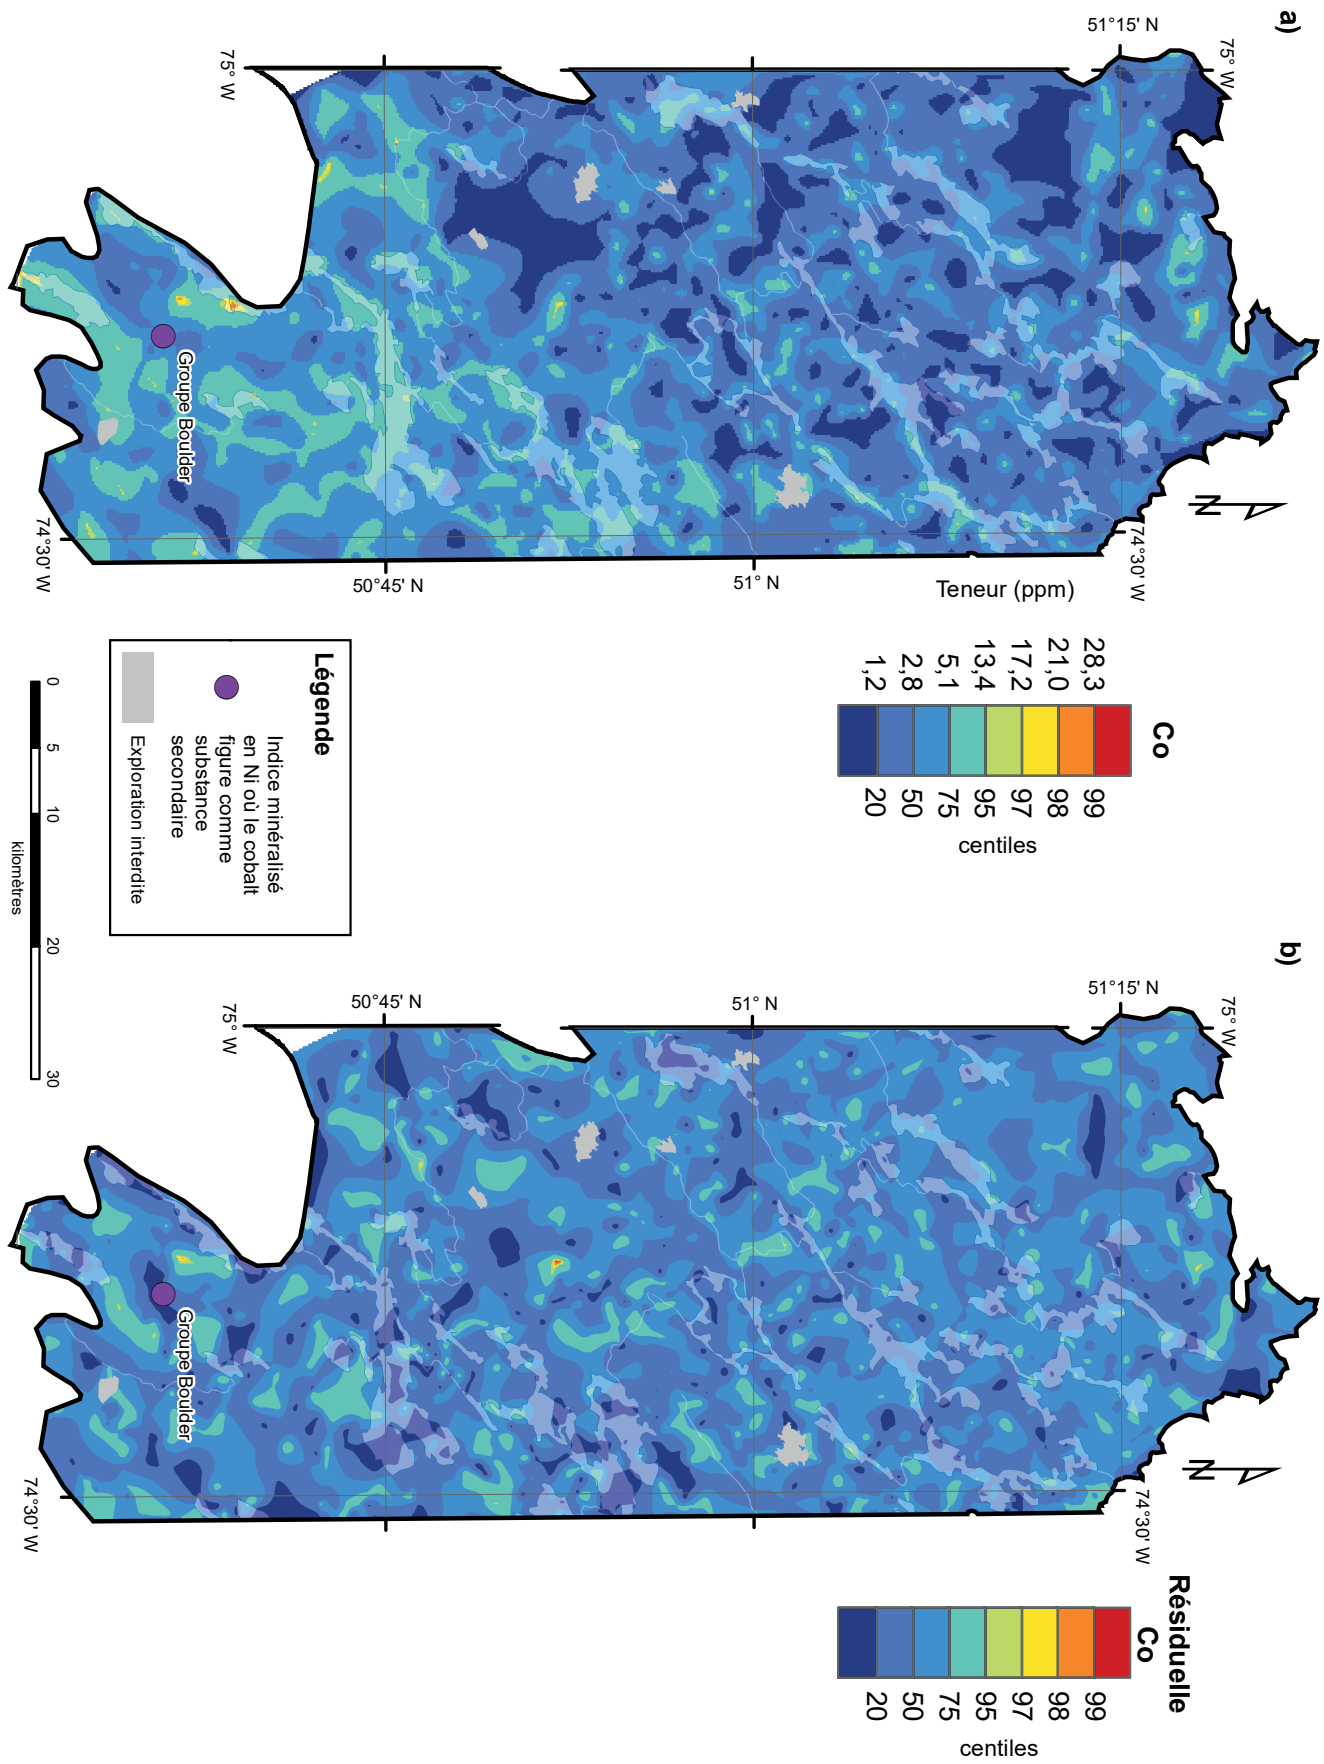 a)
51°15' N
75° W
75° W
Groupe Boulder
N
74°30' W
74°30' W
50°45' N
51° N
Teneur (ppm)
Co
28,3
21,0
17,2
13,4
5,1
2,8
1,2
99
98
97
95
75
50
20
centiles
Légende
Indice minéralisé
en Ni où le cobalt
figure comme
substance
secondaire
Exploration interdite
0
5
10
20
30
kilomètres
b)
51°15' N
75° W
51° N
50°45' N
75° W
Groupe Boulder
N
74°30' W
74°30' W
Résiduelle
Co
99
98
97
95
75
50
20
centiles